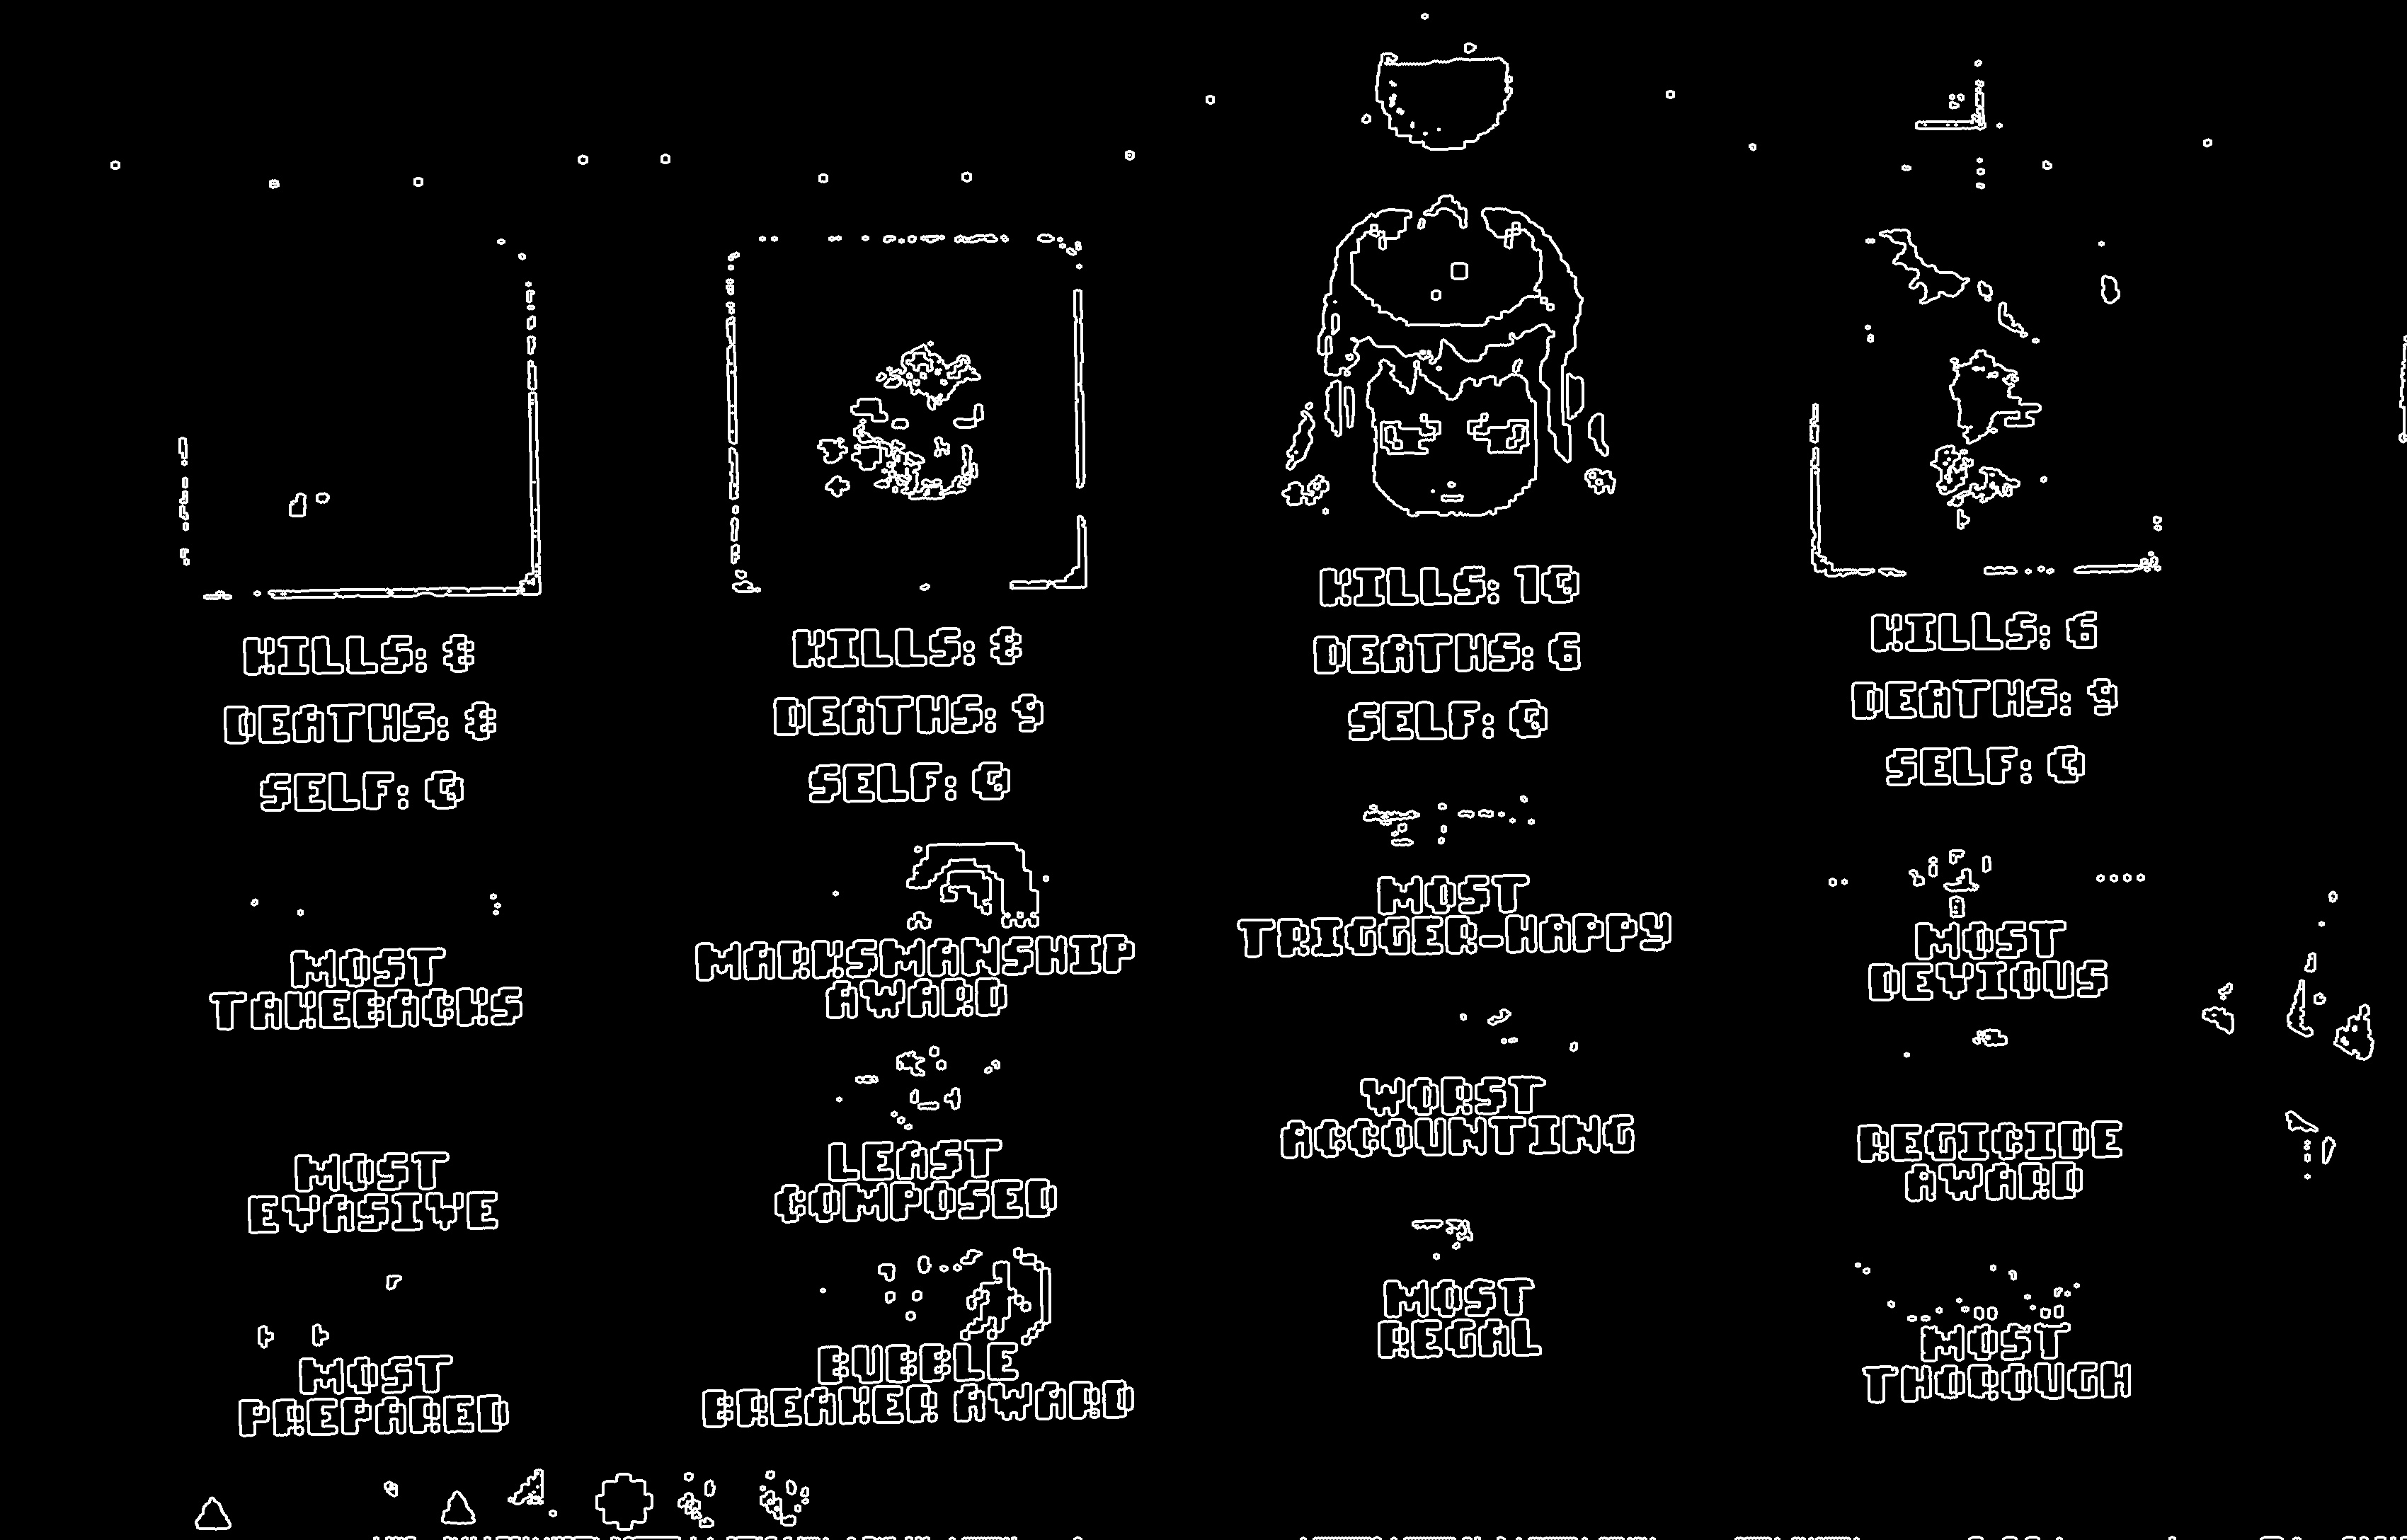 KILLS: 8
DEATHS: 8
SELF: 0
MOST
TAKEBACKS
MOST
EVASIVE
MOST
PREPARED
KILLS: 8
DEATHS: 9
SELF: 0
MARKSMANSHIP
AWARD
LEAST
COMPOSED
BUBBLE
BREAKER AWARD
KILLS: 10
DEATHS: 6
SELF: 0
MOST
TRIGGER-HAPPY
WORST
ACCOUNTING
MOST
REGAL
KILLS: 6
DEATHS: 9
SELF: 0
MOST
DEVIOUS
REGICIDE
AWARD
MOST
THOROUGH